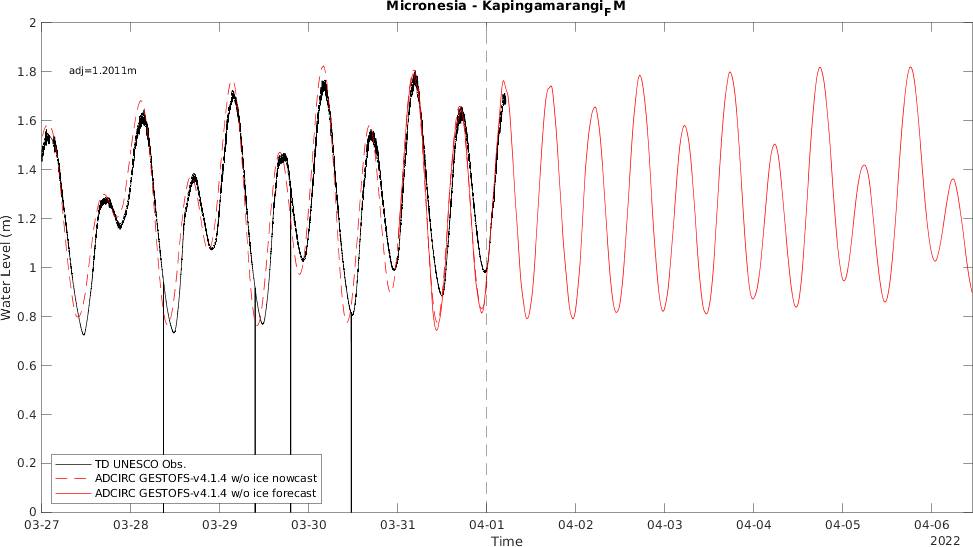 Micronesia - Kapingamarangi_FM
2
1.8
1.6
1.4
1.2
1
0.8
0.6
0.4
0.2
0
Water Level (m)
adj=1.2011m
TD UNESCO Obs.
ADCIRC GESTOFS-v4.1.4 w/o ice nowcast
ADCIRC GESTOFS-v4.1.4 w/o ice forecast
03-27 03-28 03-29 03-30 03-31 04-01 04-02 04-03 04-04 04-05 04-06
Time
2022